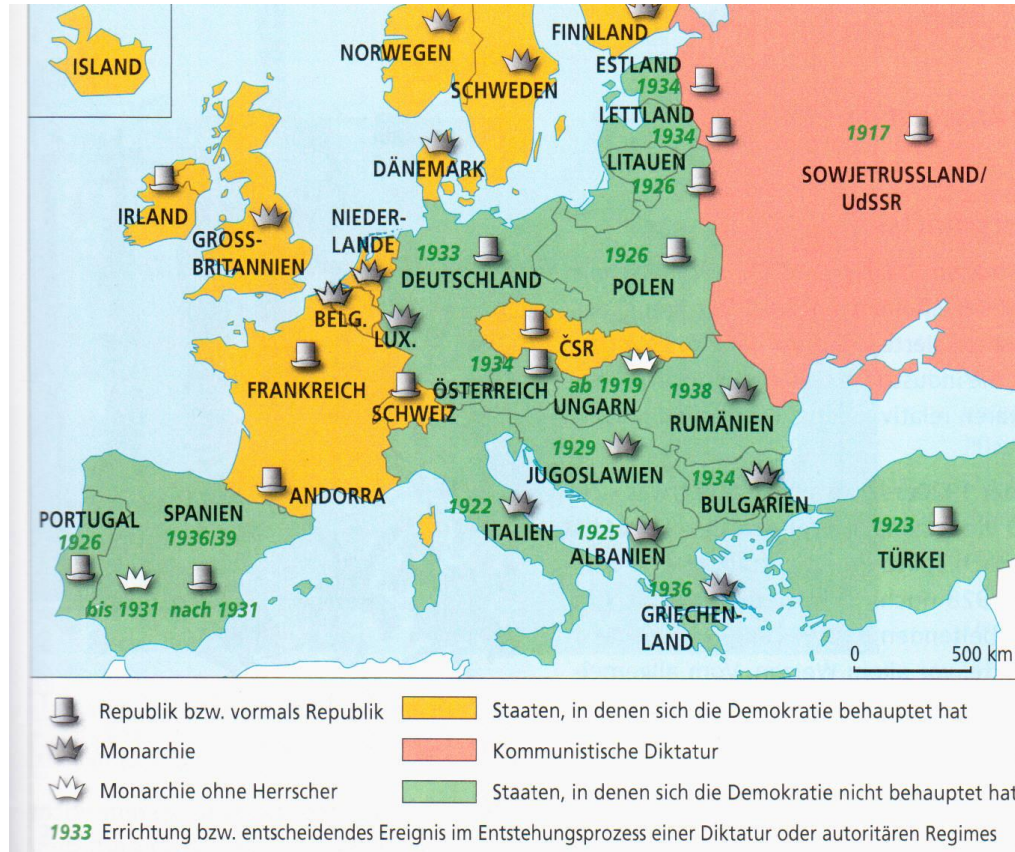 ISLAND
NORWEGEN
FINNLAND
SCHWEDEN
ESTLAND
1934
LETTLAND
1934
LITAUEN
1926
1917
SOWJETRUSSLAND/
UdSSR
DÄNEMARK
IRLAND
GROSS-
BRITANNIEN
NIEDER-
LANDE
1933
DEUTSCHLAND
1926
POLEN
BELG.
LUX.
ČSR
FRANKREICH
SCHWEIZ
1934
ÖSTERREICH
ab 1919
UNGARN
1938
RUMÄNIEN
1929
JUGOSLAWIEN
1934
BULGARIEN
ANDORRA
1922
ITALIEN
1925
ALBANIEN
1923
TÜRKEI
PORTUGAL
1926
SPANIEN
1936/39
bis 1931
nach 1931
1936
GRIECHEN-
LAND
0 500 km
Republik bzw. vormals Republik
Staaten, in denen sich die Demokratie behauptet hat
Monarchie
Kommunistische Diktatur
Monarchie ohne Herrscher
Staaten, in denen sich die Demokratie nicht behauptet hat
1933 Errichtung bzw. entscheidendes Ereignis im Entstehungsprozess einer Diktatur oder autoritären Regimes